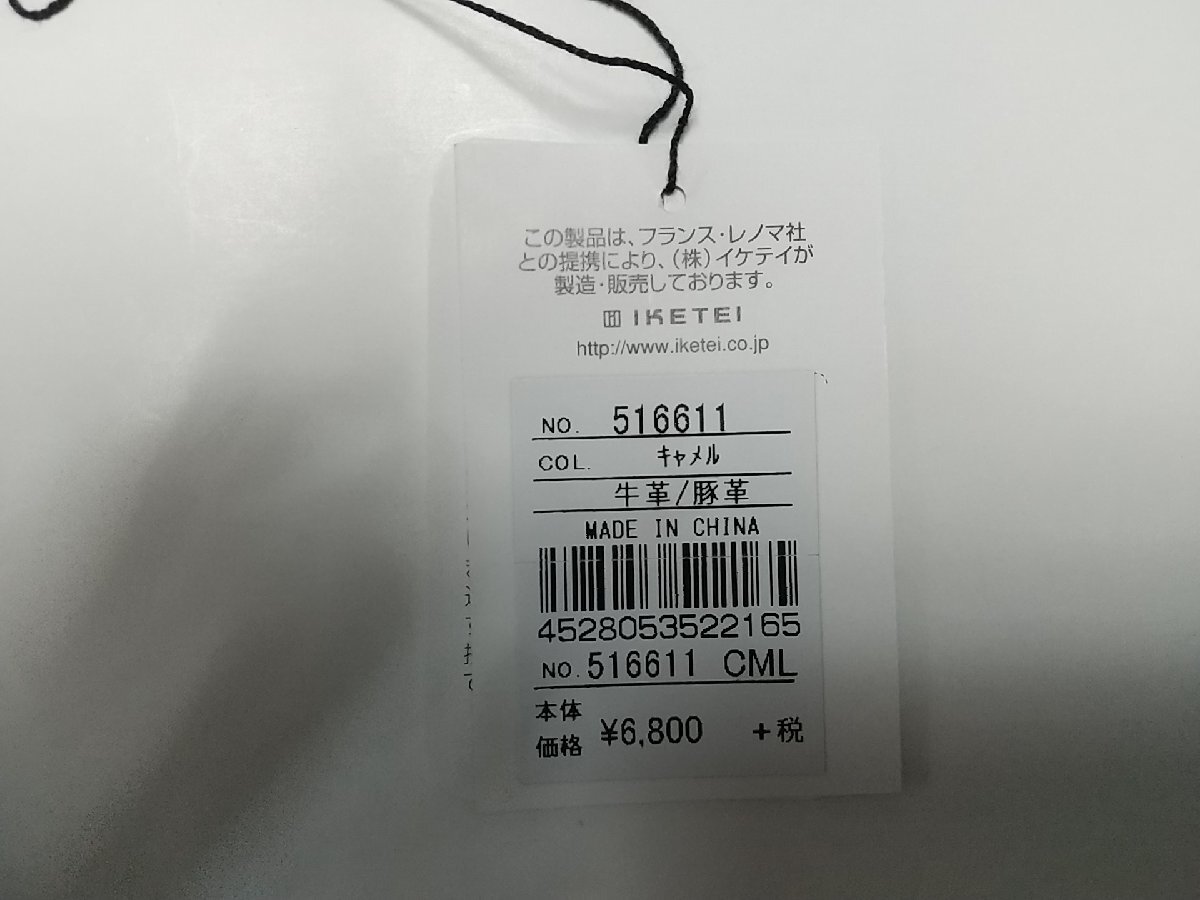 この製品は、フランス・レノマ社
との提携により、(株)イケテイが
製造・販売しております。
IKETEI
http://www.iketei.co.jp
NO. 516611
COL. キャメル
牛革/豚革
MADE IN CHINA
4528053522165
NO. 516611 CML
本体
価格 ¥6,800 +税